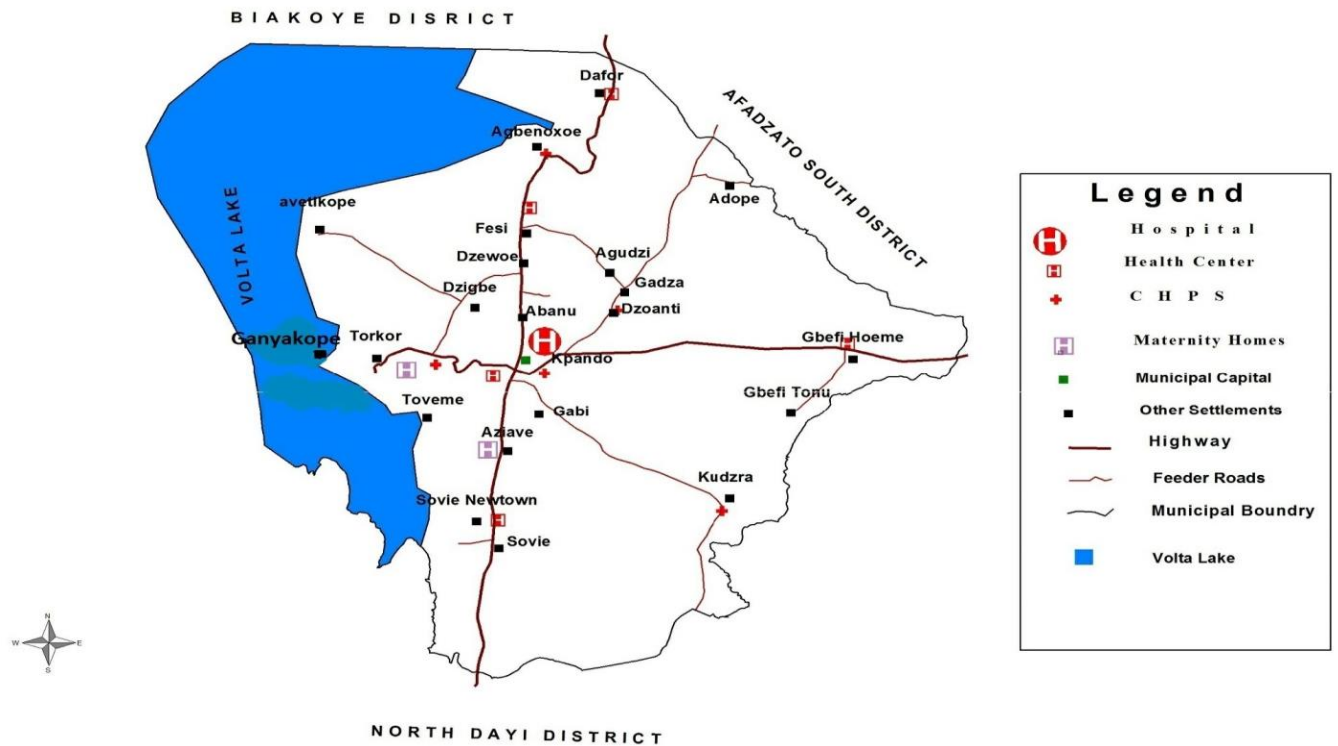 BIAKOYE DISRICT
Dafor
AFADZATO SOUTH DISTRICT
Agbenoxoe
Adope
avetikope
VOLTA LAKE
Fesi
Dzewoe
Agudzi
Gadza
Dzigbe
Abanu
Dzoanti
Ganyakope
Torkor
Gbefi Hoeme
H
Kpando
Gbefi Tonu
Toveme
Gabi
Aziave
Kudzra
Sovie Newtown
Sovie
NORTH DAYI DISTRICT
N
W E
S
Legend
Hospital
Health Center
CHPS
Maternity Homes
Municipal Capital
Other Settlements
Highway
Feeder Roads
Municipal Boundry
Volta Lake